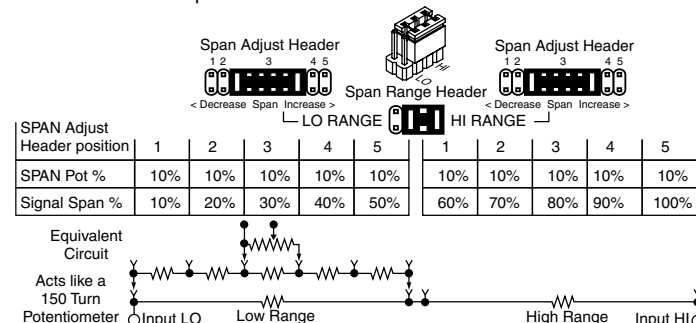 Span Adjust Header
1 2 3 4 5
< Decrease Span Increase >
LO HI
Span Range Header
Span Adjust Header
1 2 3 4 5
< Decrease Span Increase >
LO RANGE HI RANGE
SPAN Adjust
Header position 1 2 3 4 5 1 2 3 4 5
SPAN Pot % 10% 10% 10% 10% 10% 10% 10% 10% 10% 10%
Signal Span % 10% 20% 30% 40% 50% 60% 70% 80% 90% 100%
Equivalent
Circuit
Acts like a
150 Turn
Potentiometer
Input LO Low Range High Range Input HI